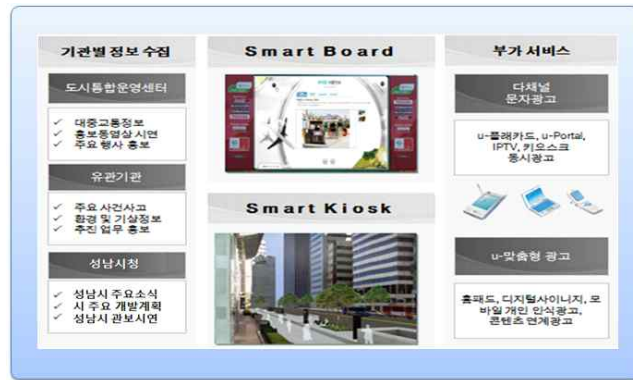 기관별 정보 수집
도시통합운영센터
✓ 대중교통정보
✓ 홍보동영상 시연
✓ 주요 행사 홍보
유관기관
✓ 주요 사건사고
✓ 환경 및 기상정보
✓ 추진 업무 홍보
성남시청
✓ 성남시 주요소식
✓ 시 주요 개발계획
✓ 성남시 관보시연
Smart Board
Smart Kiosk
부가 서비스
다채널
문자광고
u-플래카드, u-Portal,
IPTV, 키오스크
동시광고
u-맞춤형 광고
홈패드, 디지털사이니지, 모
바일 개인 인식광고,
콘텐츠 연계광고